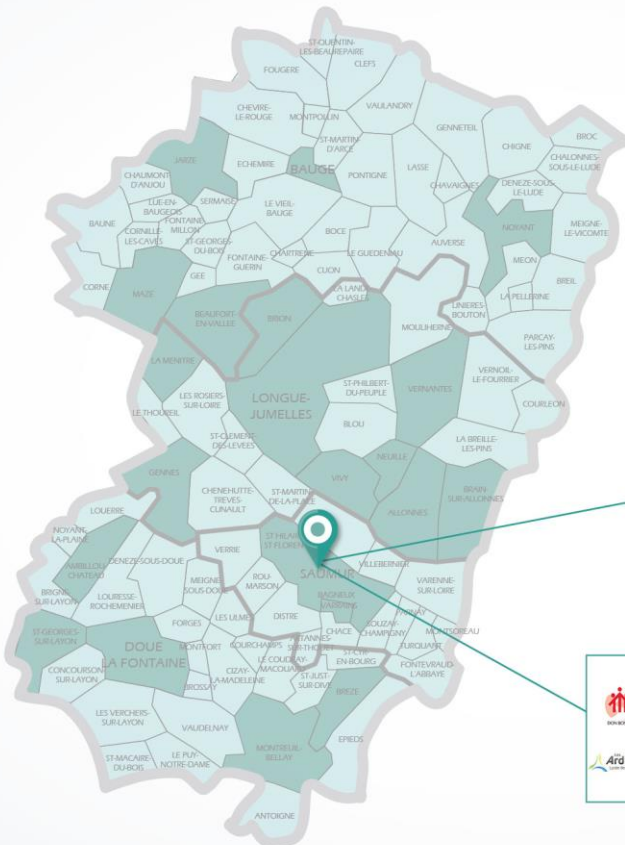 ST-QUENTIN-
LES-BEAUREPAIRE
CLEFS
FOUGERE
VAULANDRY
CHEVIRE-
LE-ROUGE
MONTPOLLIN
GENNETEIL
ST-MARTIN
D'ARCE
CHIGNE
BROC
JARZE
ECHEMIRE
BAUGE
PONTIGNE
LASSE
CHALONNES-
SOUS-LE-LUDE
CHAUMONT
D'ANJOU
CHAVAIGNES
DENEZE-SOUS-
LE-LUDE
LUE-EN-
BAUGEOIS
SERMAISE
LE VIEIL-
BAUGE
BAUNE
FONTAINE-
MILLON
NOYANT
MEIGNE-
LE-VICOMTE
CORNILLE-
LES-CAVES
ST-GEORGES-
DU-BOIS
BOCE
AUVERSE
FONTAINE-
GUERIN
CHARTRENE
LE GUEDENIAU
MEON
GEE
CUON
BREIL
CORNE
MAZE
LA LANDE-
CHASLES
LINIERES-
BOUTON
LA PELLERINE
BEAUFORT-
EN-VALLEE
BRION
MOULIHERNE
PARCAY-
LES-PINS
LA MENITRE
VERNOIL-
LE-FOURRIER
ST-PHILBERT-
DU-PEUPLE
VERNANTES
LES ROSIERS-
SUR-LOIRE
LONGUE-
JUMELLES
COURLEON
LE THOUREIL
BLOU
ST-CLEMENT-
DES-LEVEES
LA BREILLE-
LES-PINS
NEUILLE
GENNES
VIVY
CHENEHUTTE-
TREVES-
CUNAULT
ST-MARTIN-
DE-LA-PLACE
ALLONNES
BRAIN
SUR-ALLONNES
LOUERRE
NOYANT-
LA-PLAINE
ST HILAIRE
ST FLORENT
VERRIE
VILLEBERNIER
DENEZE-SOUS-DOUE
SAUMUR
AMBILLOU
CHATEAU
MEIGNE-
SOUS-DOUE
ROU-
MARSON
VARENNE-
SUR-LOIRE
BRIGNE-
SUR-LAYON
LOURESSE-
ROCHEMENIER
BAGNEUX
DISTRE
FORGES
LES ULMES
SOUZAY-
CHAMPIGNY
PARNAY
ST-GEORGES-
SUR-LAYON
CHACE
MONTSOREAU
DOUE
LA FONTAINE
MONTFORT
COURCHAMPS
ARTANNES-
SUR-THOUET
TURQUANT
ST-CYR-
EN-BOURG
CONCOURSON-
SUR-LAYON
CIZAY-
LA-MADELEINE
LE COUDRAY-
MACOUARD
FONTEVRAUD-
L'ABBAYE
BROSSAY
ST-JUST-
SUR-DIVE
BREZE
LES VERCHERS-
SUR-LAYON
VAUDELNAY
EPIEDS
MONTREUIL-
BELLAY
ST-MACAIRE-
DU-BOIS
LE PUY-
NOTRE-DAME
ANTOIGNE
Ard